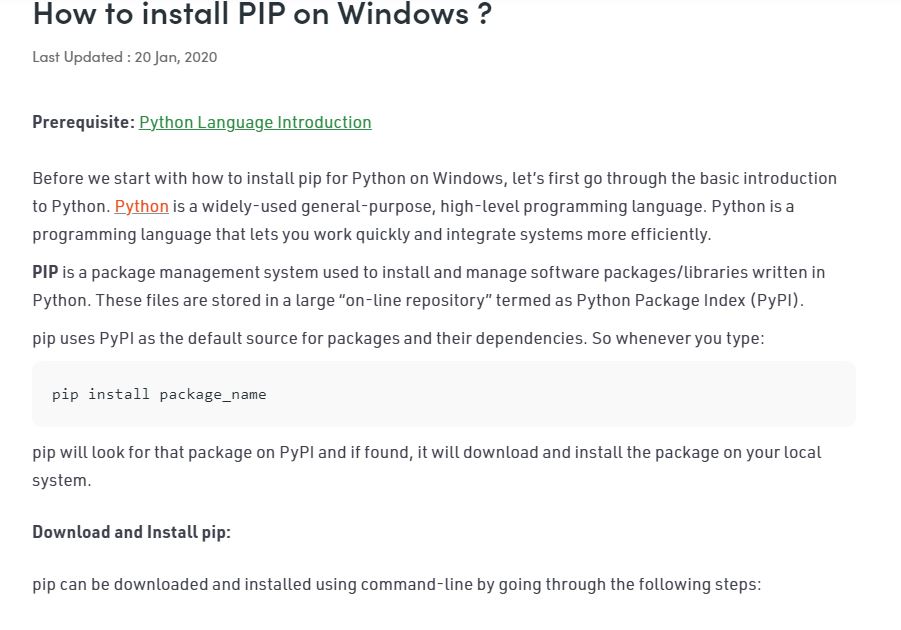 How to install PIP on Windows ?
Last Updated : 20 Jan, 2020
Prerequisite: Python Language Introduction
Before we start with how to install pip for Python on Windows, let’s first go through the basic introduction
to Python. Python is a widely-used general-purpose, high-level programming language. Python is a
programming language that lets you work quickly and integrate systems more efficiently.
PIP is a package management system used to install and manage software packages/libraries written in
Python. These files are stored in a large “on-line repository” termed as Python Package Index (PyPI).
pip uses PyPI as the default source for packages and their dependencies. So whenever you type:
pip install package_name
pip will look for that package on PyPI and if found, it will download and install the package on your local
system.
Download and Install pip:
pip can be downloaded and installed using command-line by going through the following steps: